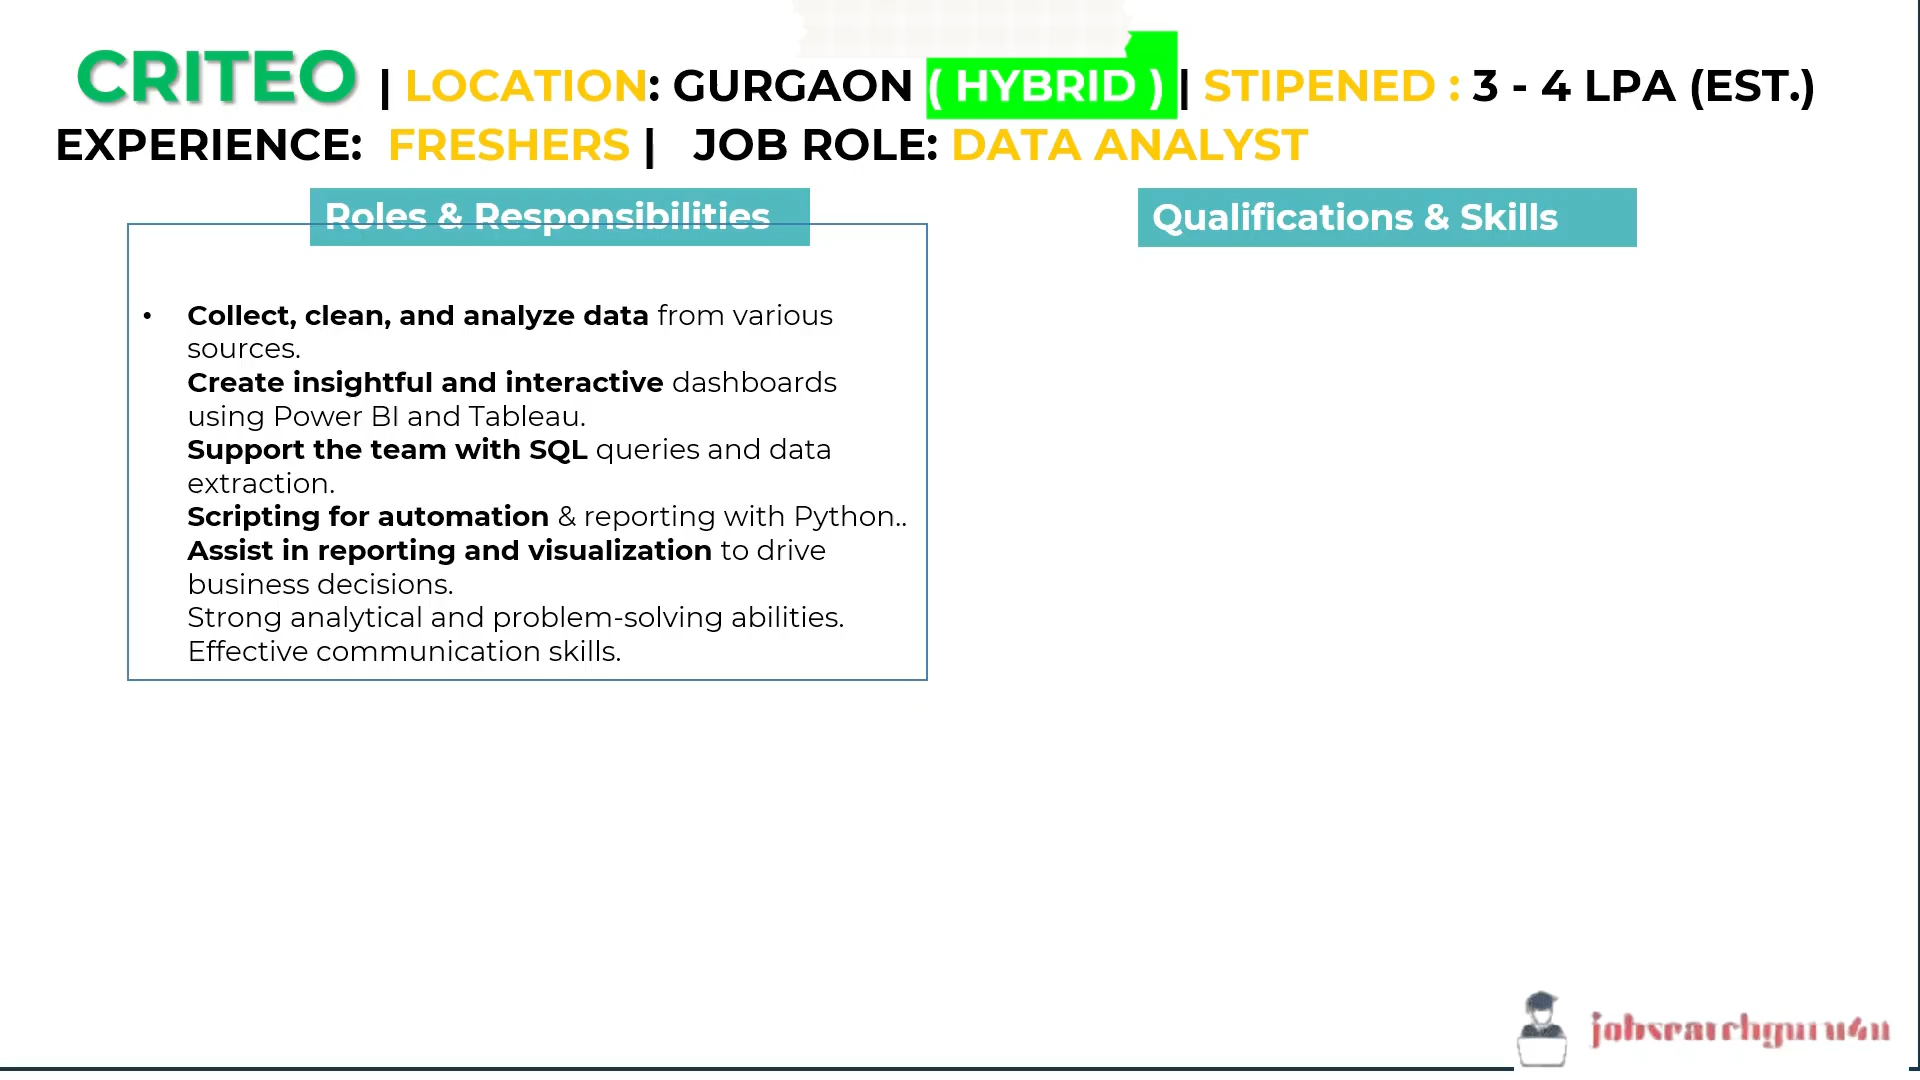 CRITEO | LOCATION: GURGAON ( HYBRID ) | STIPENED : 3 - 4 LPA (EST.)
EXPERIENCE: FRESHERS | JOB ROLE: DATA ANALYST
Roles & Responsibilities
• Collect, clean, and analyze data from various
sources.
Create insightful and interactive dashboards
using Power BI and Tableau.
Support the team with SQL queries and data
extraction.
Scripting for automation & reporting with Python..
Assist in reporting and visualization to drive
business decisions.
Strong analytical and problem-solving abilities.
Effective communication skills.
Qualifications & Skills
jobsearchguru4u